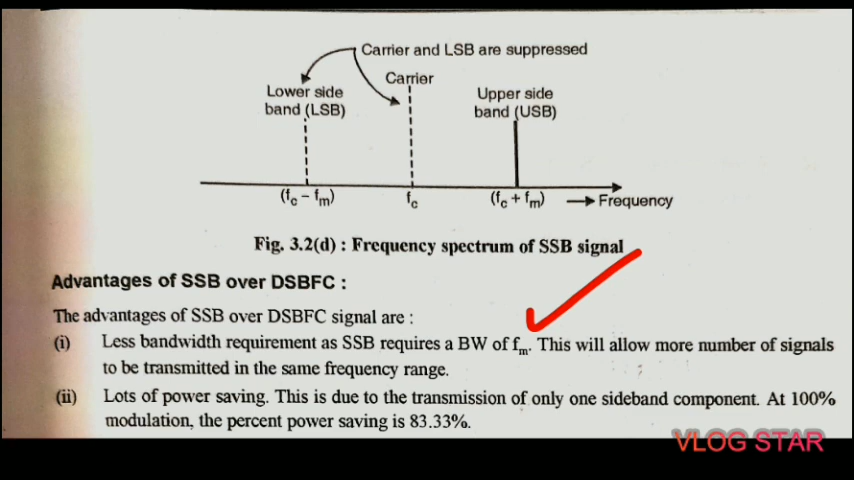 Carrier and LSB are suppressed
Carrier
Lower side
band (LSB)
Upper side
band (USB)
(fc – fm)
fc
(fc + fm)
Frequency
Fig. 3.2(d) : Frequency spectrum of SSB signal
Advantages of SSB over DSBFC :
The advantages of SSB over DSBFC signal are :
(i) Less bandwidth requirement as SSB requires a BW of fm. This will allow more number of signals
to be transmitted in the same frequency range.
(ii) Lots of power saving. This is due to the transmission of only one sideband component. At 100%
modulation, the percent power saving is 83.33%.
VLOG STAR